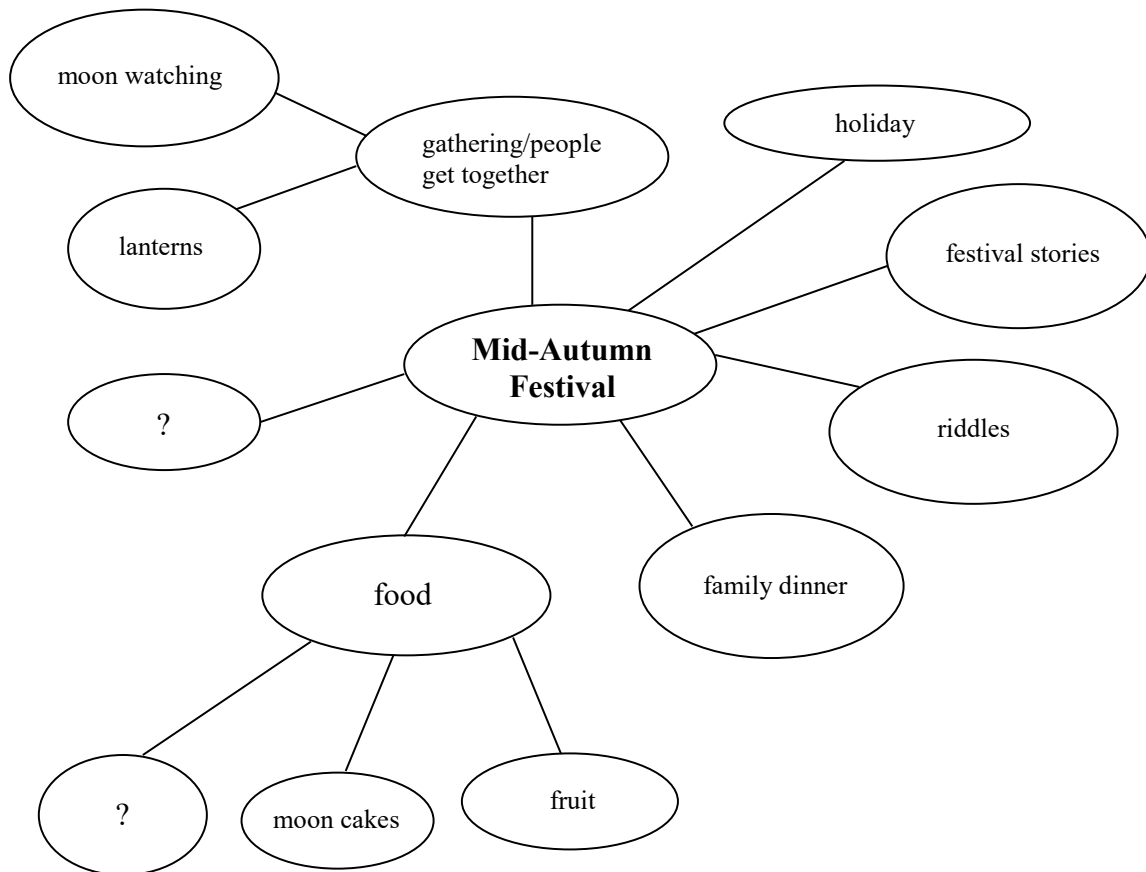 moon watching
holiday
gathering/people
get together
lanterns
festival stories
Mid-Autumn
Festival
?
riddles
food
family dinner
?
moon cakes
fruit